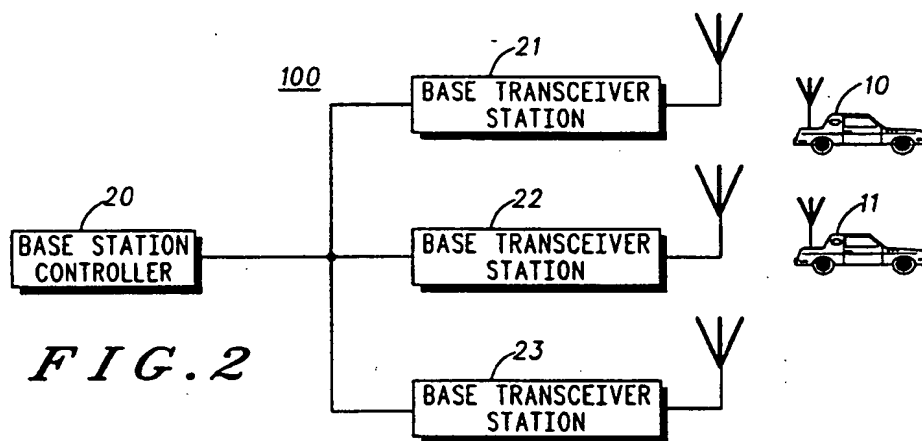 21
100
BASE TRANSCEIVER
STATION
10
20
22
11
BASE STATION
CONTROLLER
BASE TRANSCEIVER
STATION
23
FIG.2
BASE TRANSCEIVER
STATION